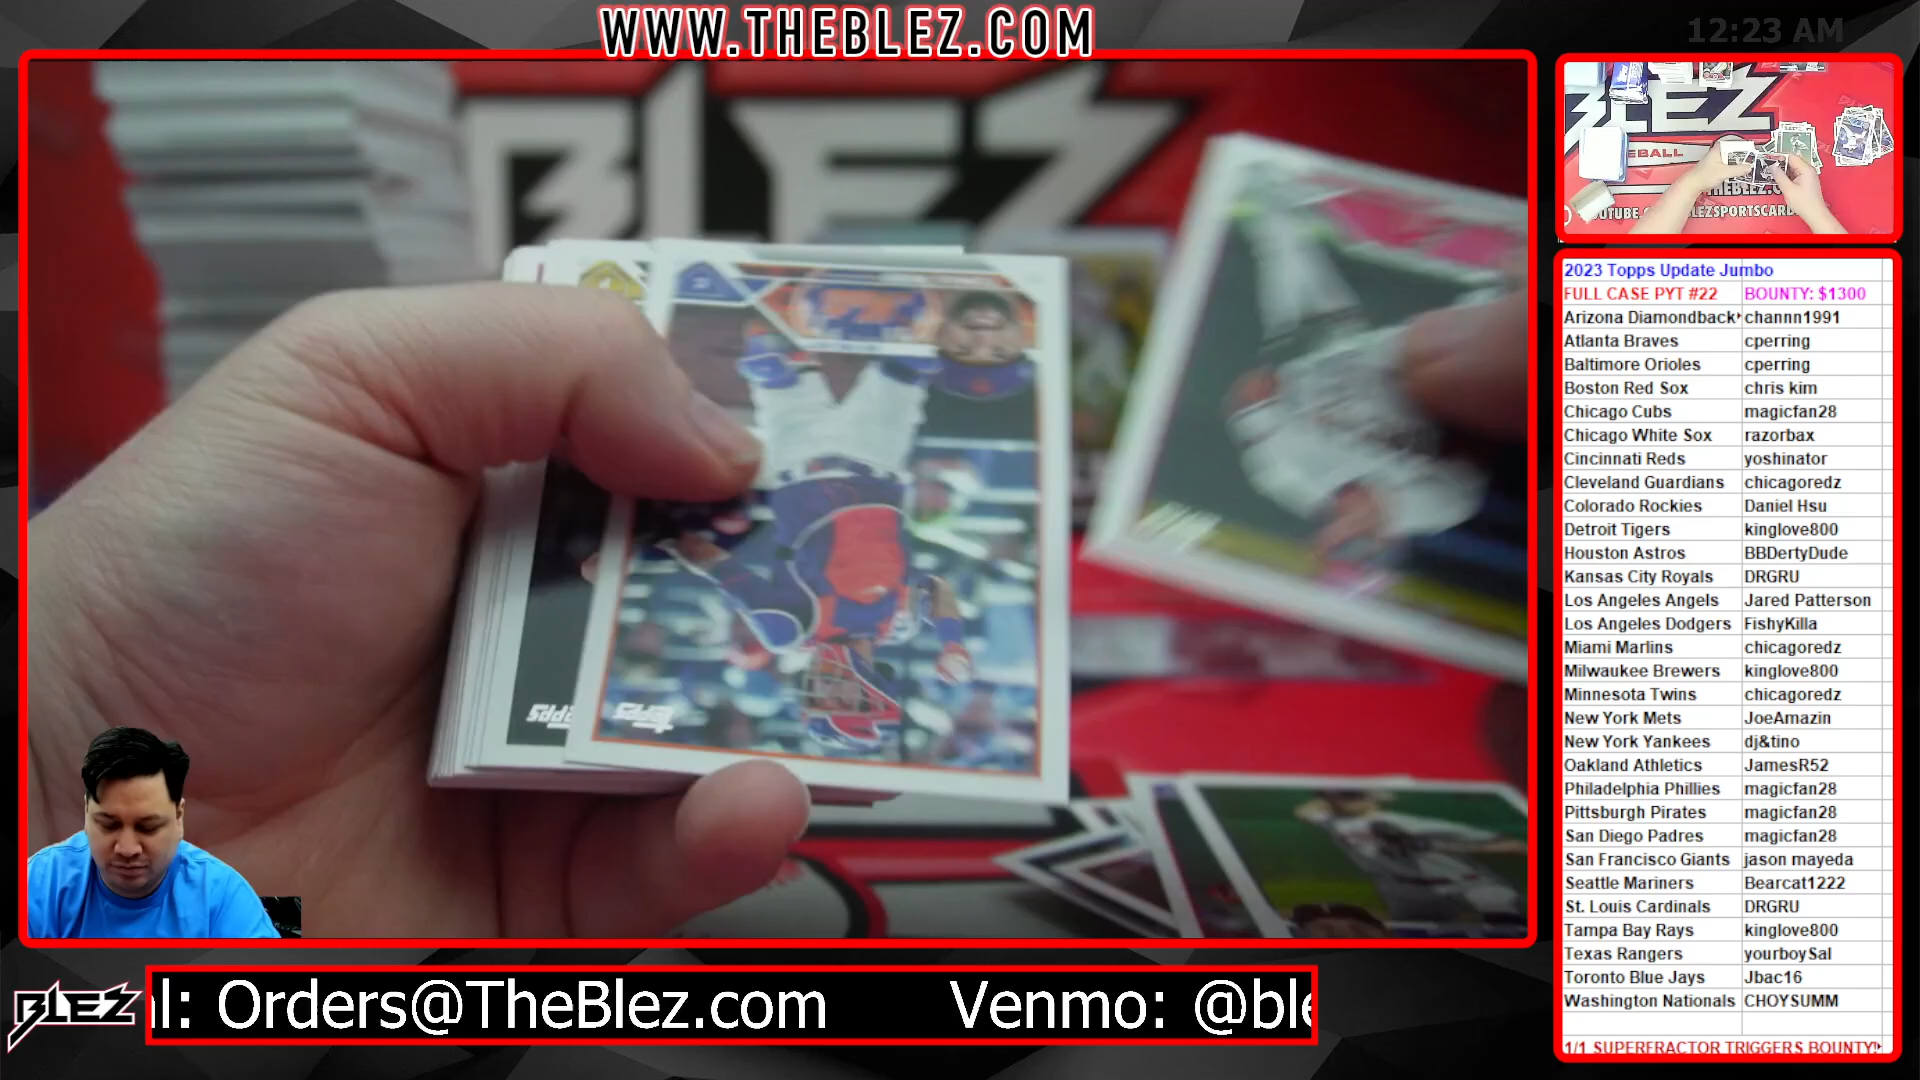 WWW.THEBLEZ.COM
12:23 AM
BLEZ
BLEZ
EBALL
2023 Topps Update Jumbo
FULL CASE PYT #22 BOUNTY: $1300
Arizona Diamondback channn1991
Atlanta Braves cperring
Baltimore Orioles cperring
Boston Red Sox chris kim
Chicago Cubs magicfan28
Chicago White Sox razorbax
Cincinnati Reds yoshinator
Cleveland Guardians chicagoredz
Colorado Rockies Daniel Hsu
Detroit Tigers kinglove800
Houston Astros BBDertyDude
Kansas City Royals DRGRU
Los Angeles Angels Jared Patterson
Los Angeles Dodgers FishyKilla
Miami Marlins chicagoredz
Milwaukee Brewers kinglove800
Minnesota Twins chicagoredz
New York Mets JoeAmazin
New York Yankees dj&tino
Oakland Athletics JamesR52
Philadelphia Phillies magicfan28
Pittsburgh Pirates magicfan28
San Diego Padres magicfan28
San Francisco Giants jason mayeda
Seattle Mariners Bearcat1222
St. Louis Cardinals DRGRU
Tampa Bay Rays kinglove800
Texas Rangers yourboySal
Toronto Blue Jays Jbac16
Washington Nationals CHOYSUMM
1/1 SUPERFRACTOR TRIGGERS BOUNTY!
topps
BLEZ
l: Orders@TheBlez.com Venmo: @ble